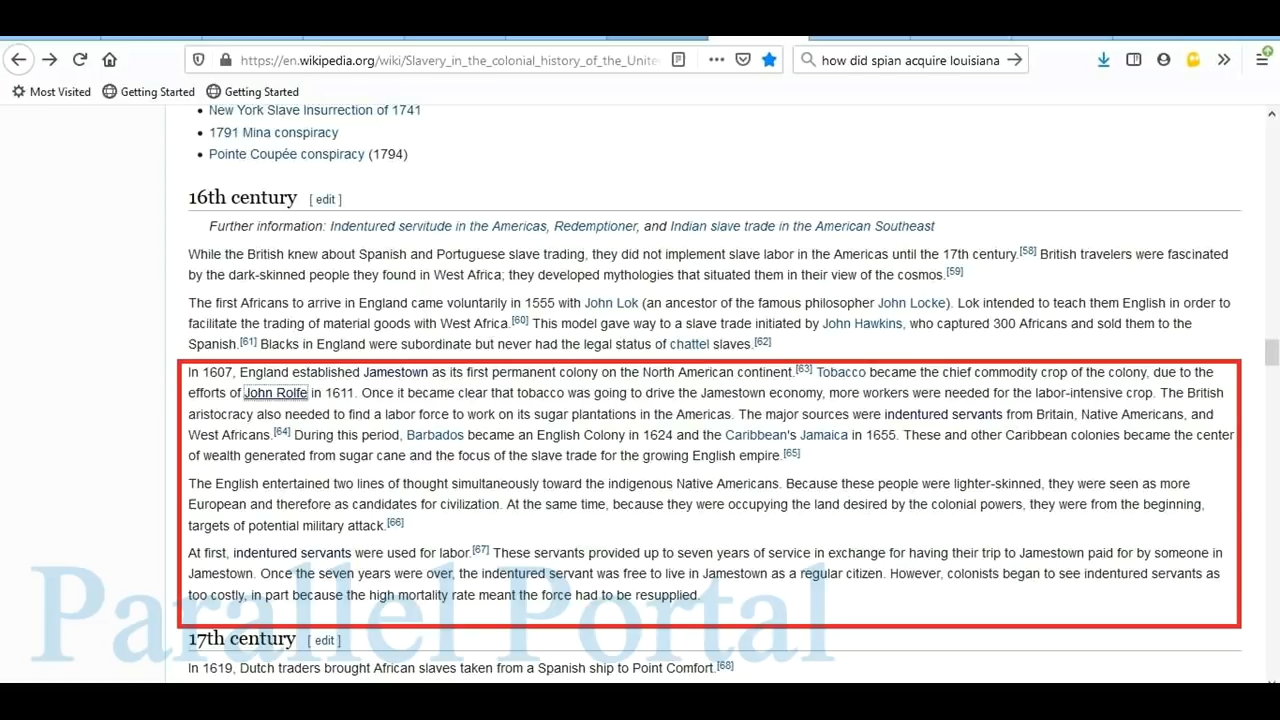 https://en.wikipedia.org/wiki/Slavery_in_the_colonial_history_of_the_Unite
how did spian acquire louisiana
Most Visited Getting Started Getting Started
New York Slave Insurrection of 1741
1791 Mina conspiracy
Pointe Coupée conspiracy (1794)
16th century [ edit ]
Further information: Indentured servitude in the Americas, Redemptioner, and Indian slave trade in the American Southeast
While the British knew about Spanish and Portuguese slave trading, they did not implement slave labor in the Americas until the 17th century.[58] British travelers were fascinated
by the dark-skinned people they found in West Africa; they developed mythologies that situated them in their view of the cosmos.[59]
The first Africans to arrive in England came voluntarily in 1555 with John Lok (an ancestor of the famous philosopher John Locke). Lok intended to teach them English in order to
facilitate the trading of material goods with West Africa.[60] This model gave way to a slave trade initiated by John Hawkins, who captured 300 Africans and sold them to the
Spanish.[61] Blacks in England were subordinate but never had the legal status of chattel slaves.[62]
In 1607, England established Jamestown as its first permanent colony on the North American continent.[63] Tobacco became the chief commodity crop of the colony, due to the
efforts of John Rolfe in 1611. Once it became clear that tobacco was going to drive the Jamestown economy, more workers were needed for the labor-intensive crop. The British
aristocracy also needed to find a labor force to work on its sugar plantations in the Americas. The major sources were indentured servants from Britain, Native Americans, and
West Africans.[64] During this period, Barbados became an English Colony in 1624 and the Caribbean's Jamaica in 1655. These and other Caribbean colonies became the center
of wealth generated from sugar cane and the focus of the slave trade for the growing English empire.[65]
The English entertained two lines of thought simultaneously toward the indigenous Native Americans. Because these people were lighter-skinned, they were seen as more
European and therefore as candidates for civilization. At the same time, because they were occupying the land desired by the colonial powers, they were from the beginning,
targets of potential military attack.[66]
At first, indentured servants were used for labor.[67] These servants provided up to seven years of service in exchange for having their trip to Jamestown paid for by someone in
Jamestown. Once the seven years were over, the indentured servant was free to live in Jamestown as a regular citizen. However, colonists began to see indentured servants as
too costly, in part because the high mortality rate meant the force had to be resupplied.
Parallel Portal
17th century [ edit ]
In 1619, Dutch traders brought African slaves taken from a Spanish ship to Point Comfort.[68]